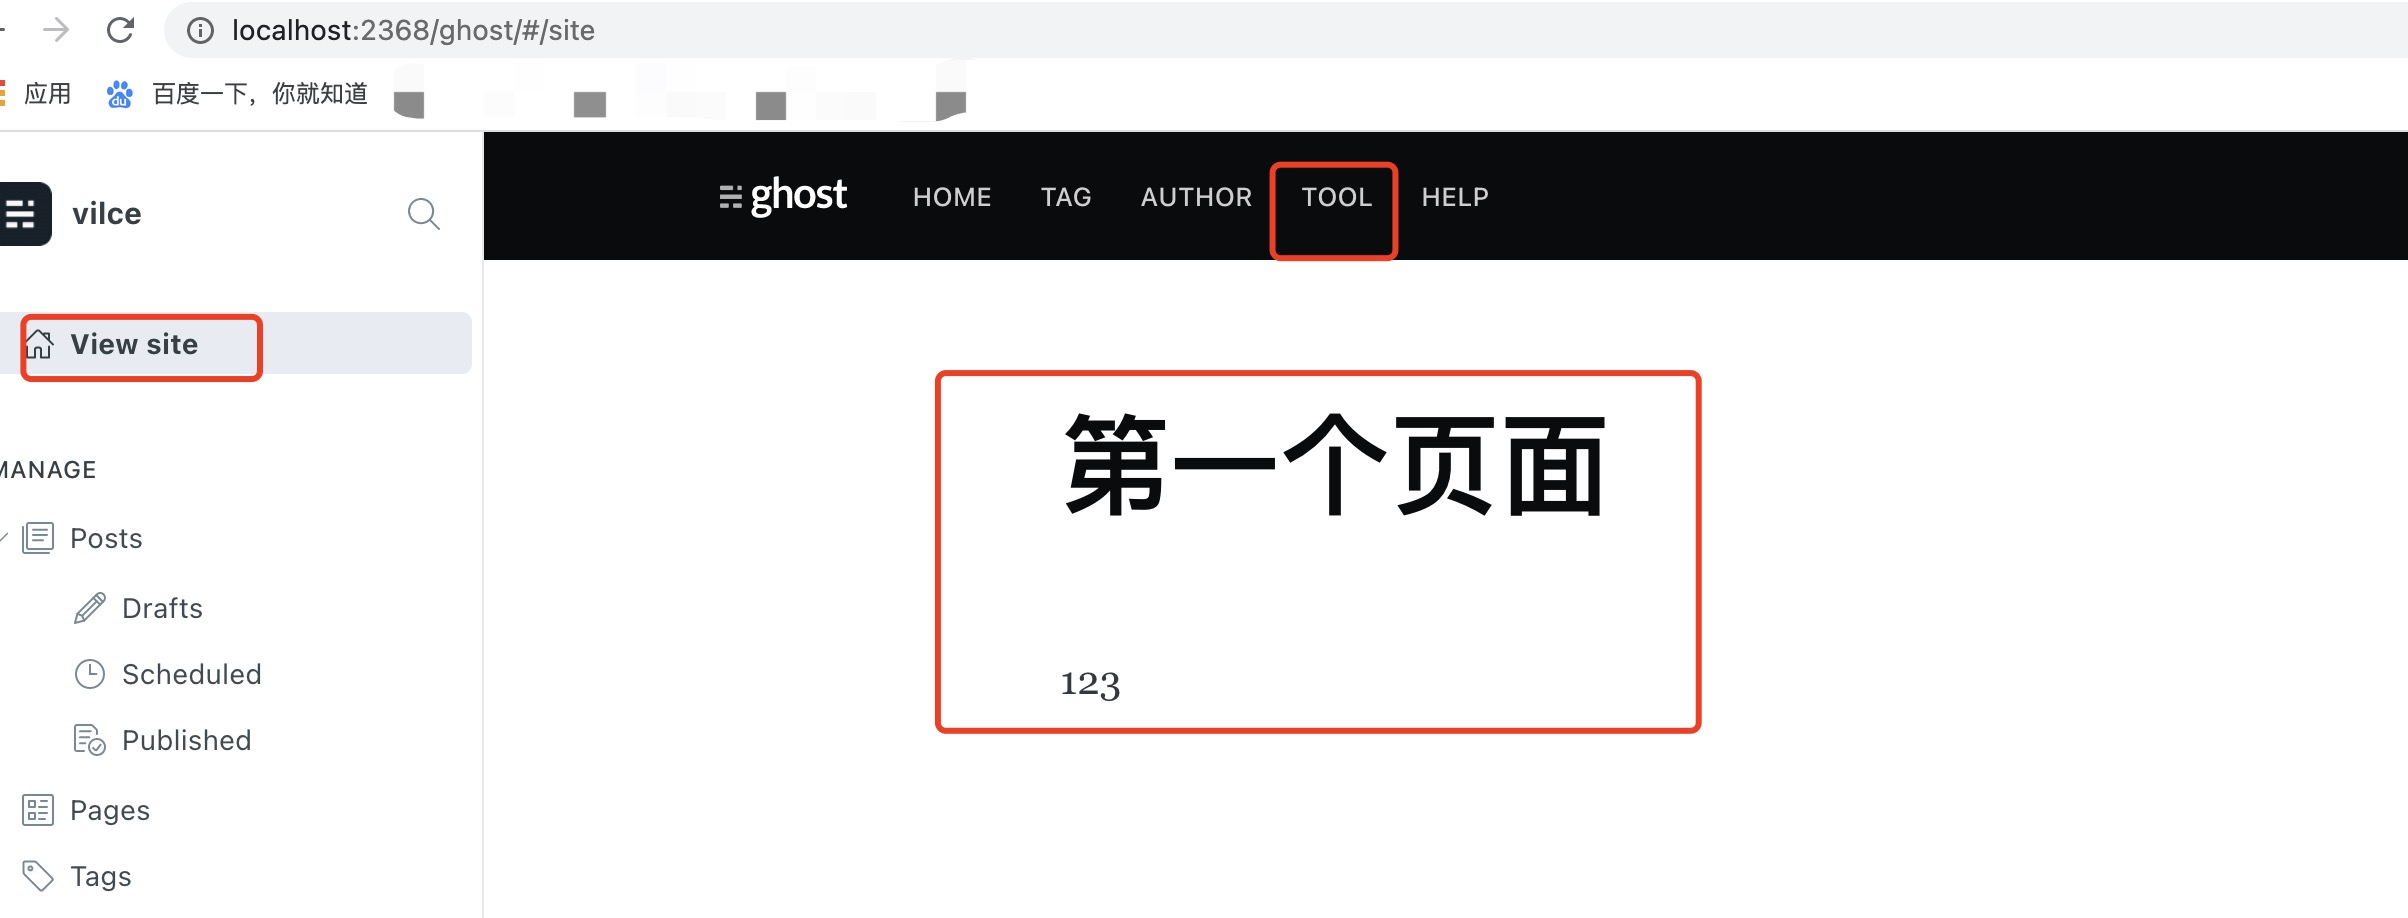 localhost:2368/ghost/#/site
应用 百度一下，你就知道
vilce
ghost HOME TAG AUTHOR TOOL HELP
View site
第一个页面
MANAGE
Posts
Drafts
123
Scheduled
Published
Pages
Tags